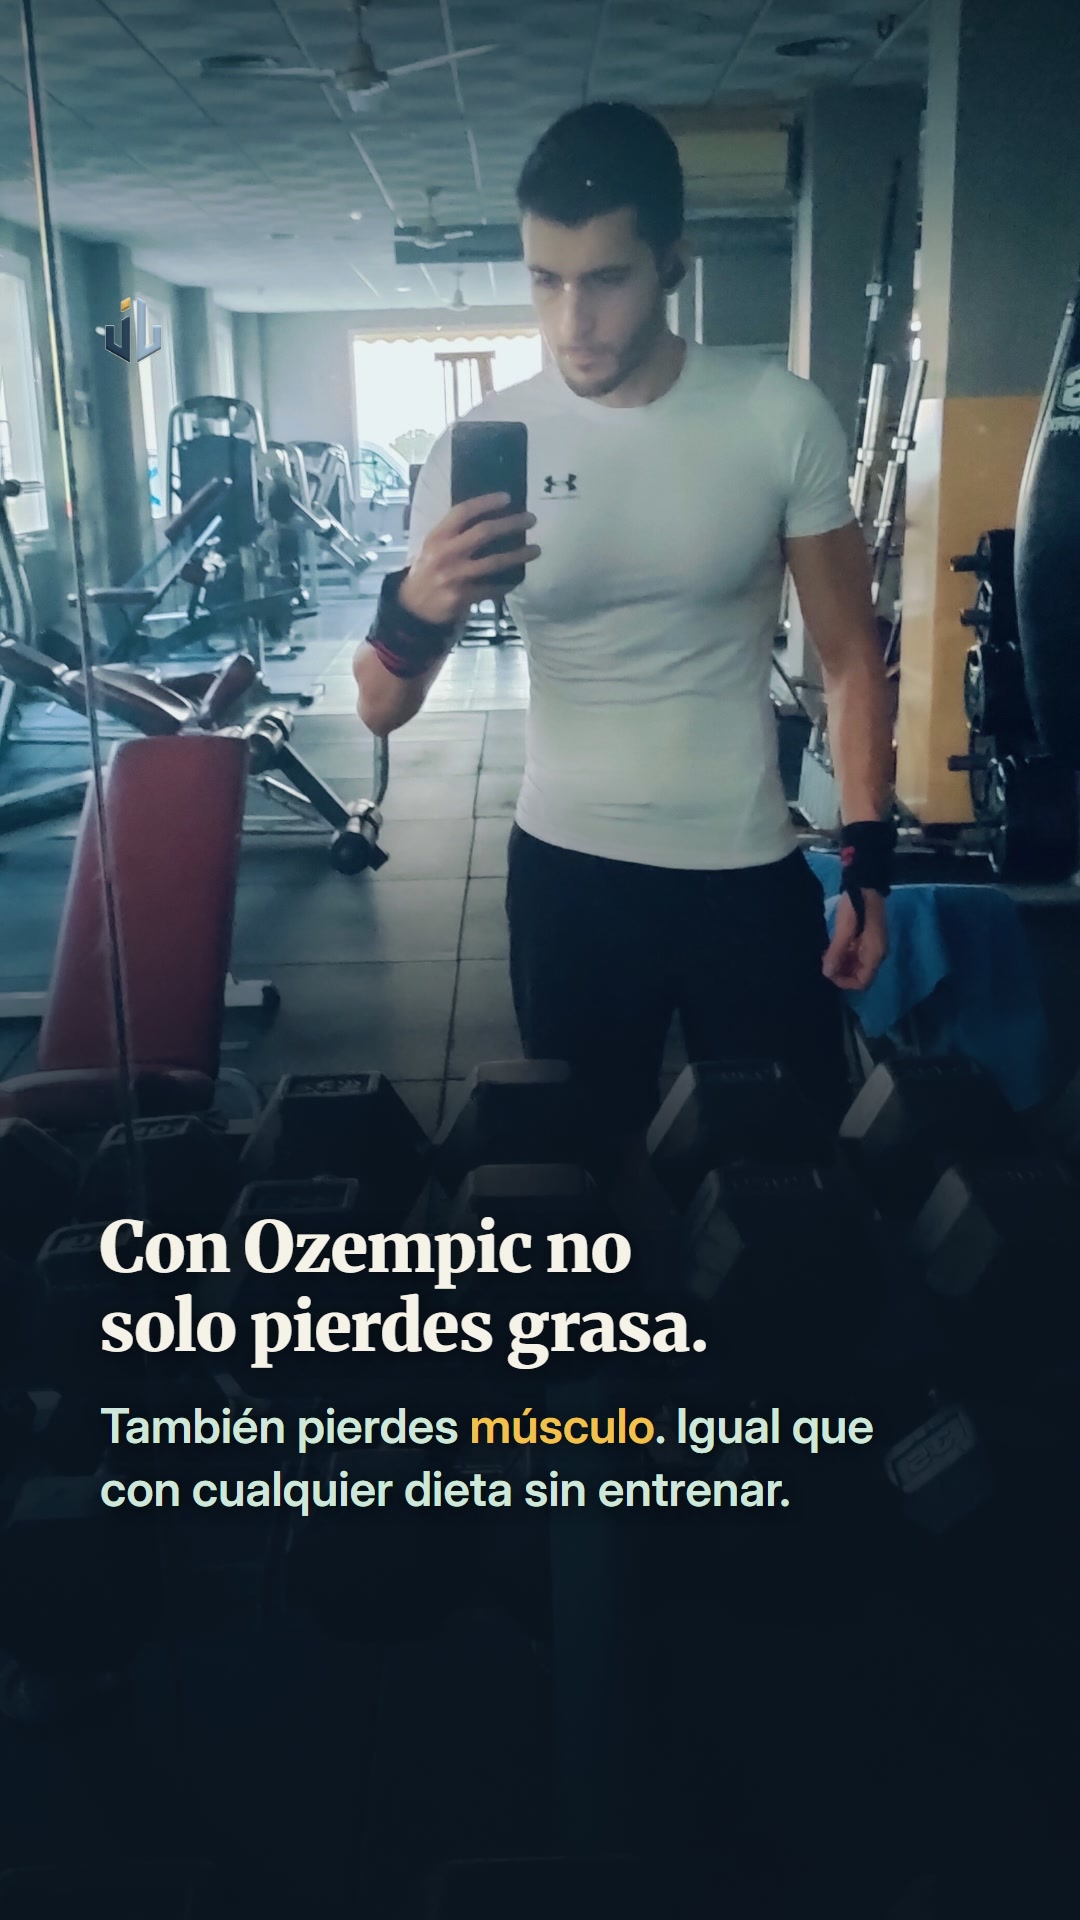 Con Ozempic no
solo pierdes grasa.
También pierdes músculo. Igual que
con cualquier dieta sin entrenar.